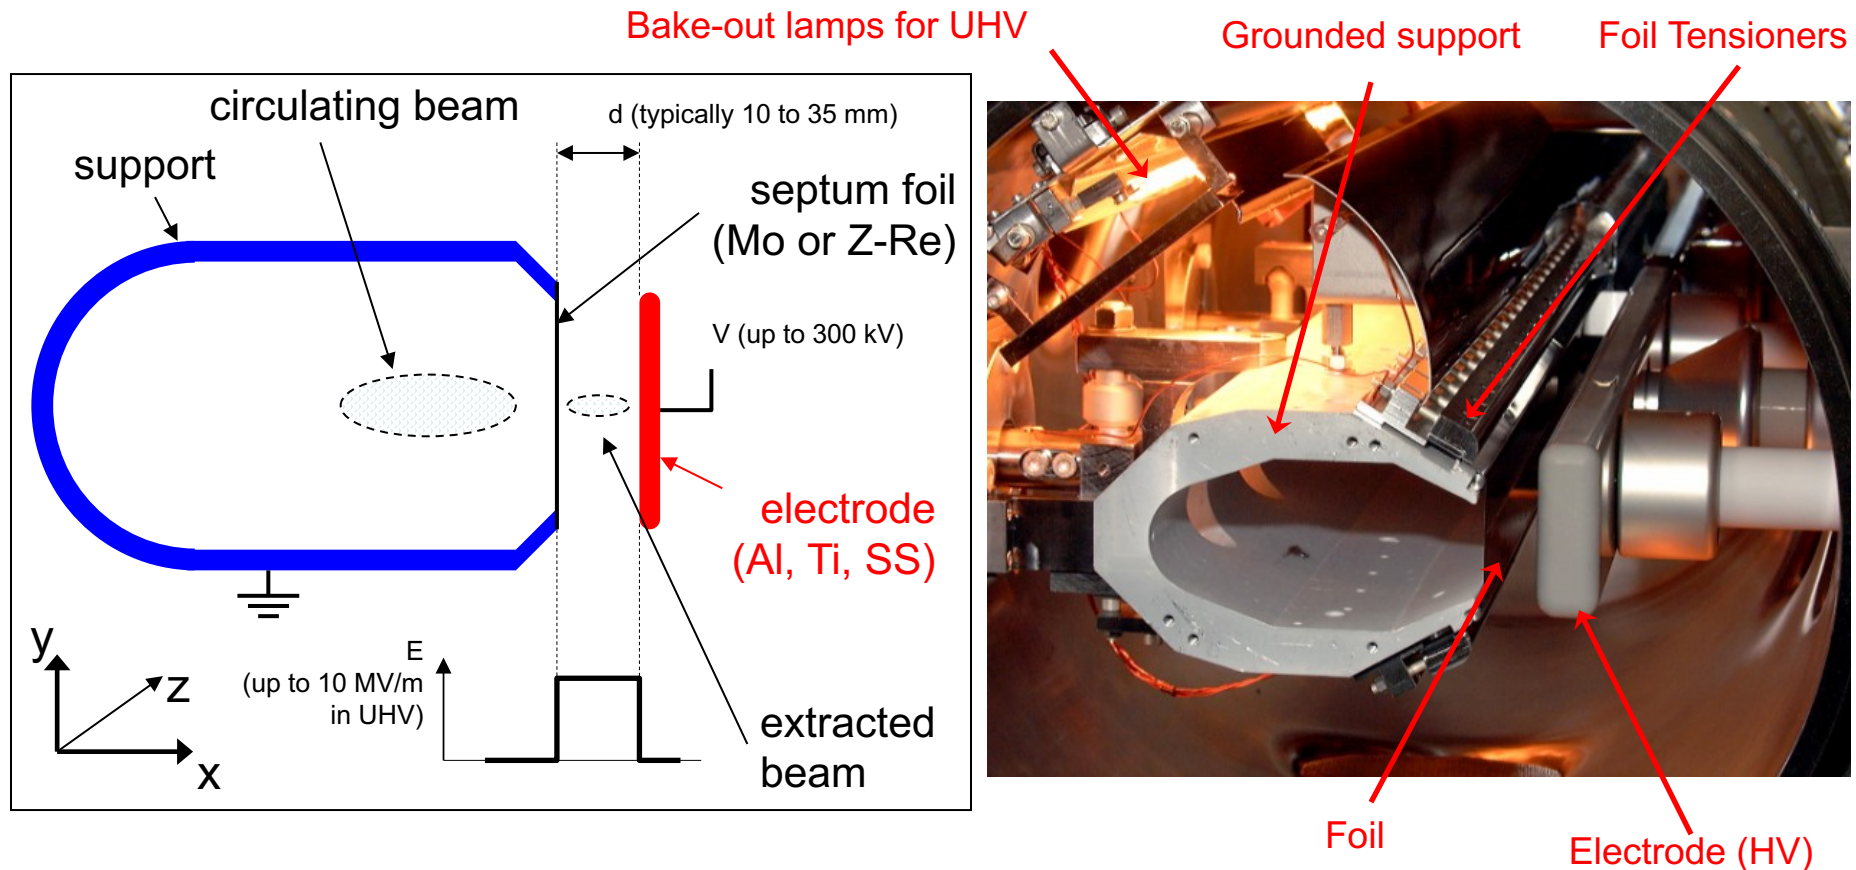 Bake-out lamps for UHV
Grounded support
Foil Tensioners
circulating beam
d (typically 10 to 35 mm)
support
septum foil
(Mo or Z-Re)
V (up to 300 kV)
electrode
(Al, Ti, SS)
y
z
x
E
(up to 10 MV/m
in UHV)
extracted
beam
Foil
Electrode (HV)